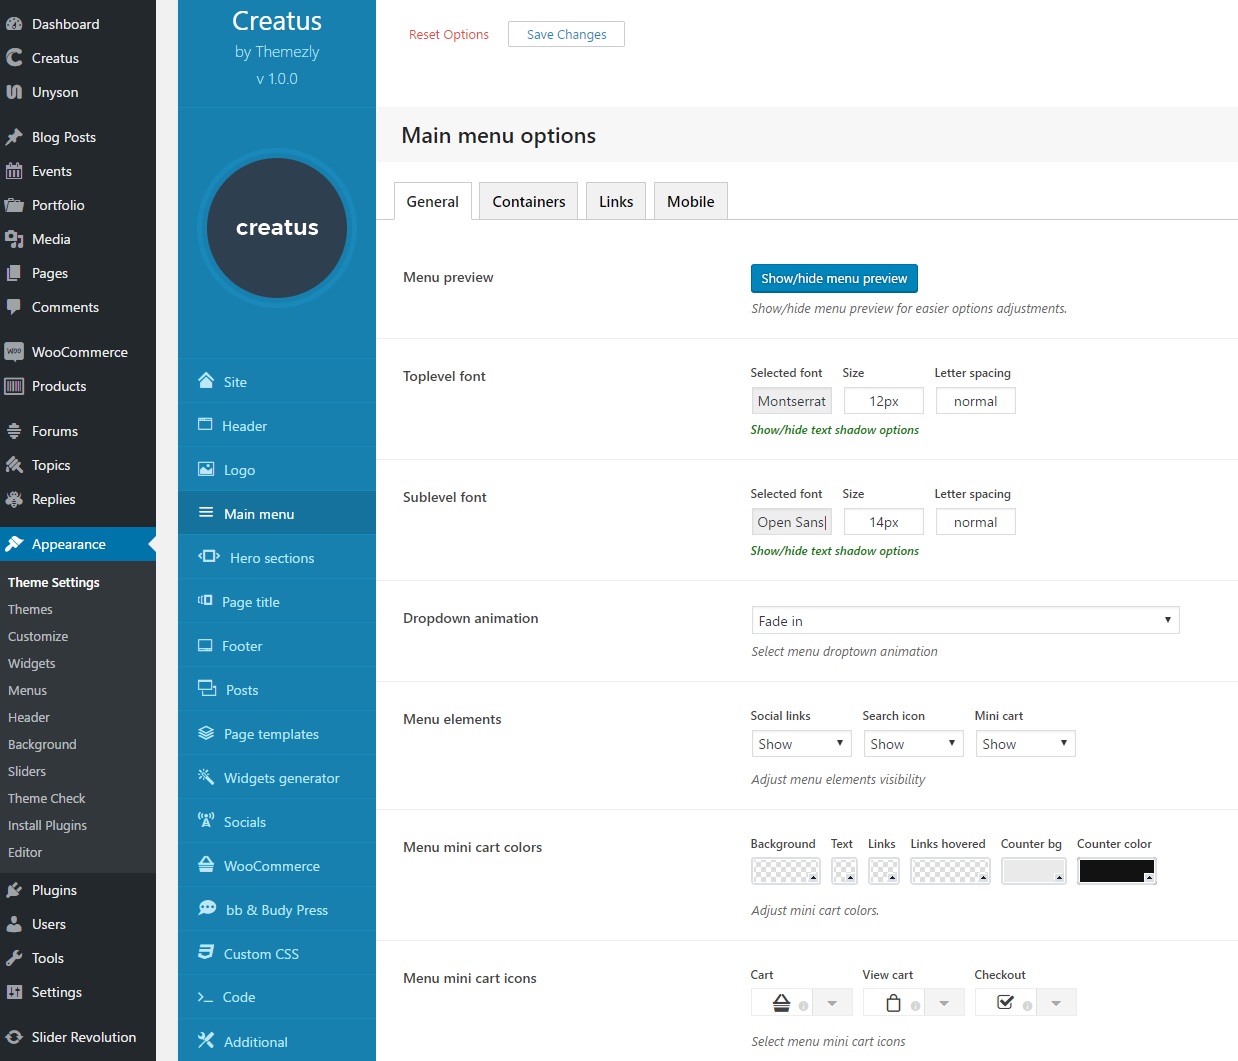 Dashboard
Creatus
Unyson
Blog Posts
Events
Portfolio
Media
Pages
Comments
WooCommerce
Products
Forums
Topics
Replies
Appearance
Theme Settings
Themes
Customize
Widgets
Menus
Header
Background
Sliders
Theme Check
Install Plugins
Editor
Plugins
Users
Tools
Settings
Slider Revolution
Creatus
by Themezly
v 1.0.0
creatus
Site
Header
Logo
Main menu
Hero sections
Page title
Footer
Posts
Page templates
Widgets generator
Socials
WooCommerce
bb & Budy Press
Custom CSS
Code
Additional
Reset Options Save Changes
Main menu options
General Containers Links Mobile
Menu preview
Show/hide menu preview
Show/hide menu preview for easier options adjustments.
Toplevel font
Selected font Size Letter spacing
Montserrat 12px normal
Show/hide text shadow options
Sublevel font
Selected font Size Letter spacing
Open Sans 14px normal
Show/hide text shadow options
Dropdown animation
Fade in
Select menu droptown animation
Menu elements
Social links Search icon Mini cart
Show Show Show
Adjust menu elements visibility
Menu mini cart colors
Background Text Links Links hovered Counter bg Counter color
Adjust mini cart colors.
Menu mini cart icons
Cart View cart Checkout
Select menu mini cart icons